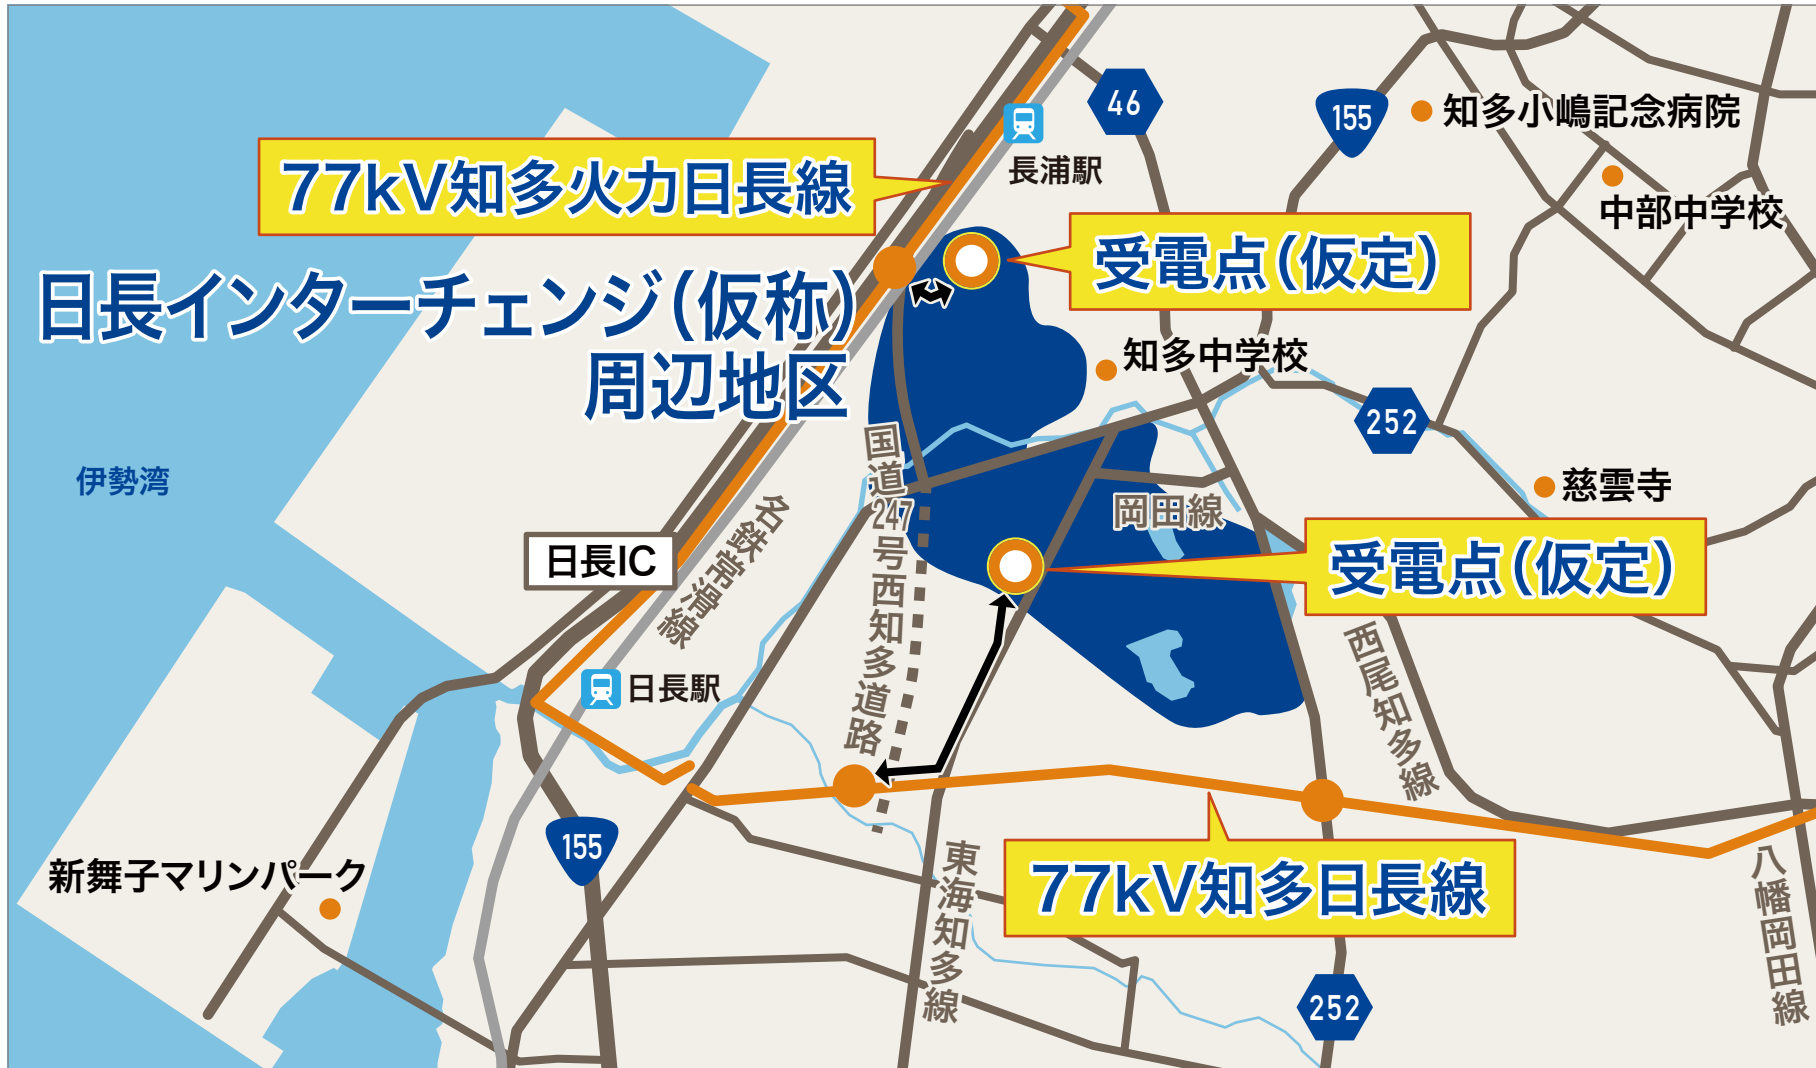 46
155
知多小嶋記念病院
長浦駅
77kV知多火力日長線
中部中学校
受電点(仮定)
日長インターチェンジ(仮称)
周辺地区
知多中学校
252
伊勢湾
国道247号西知多道路
名鉄常滑線
慈雲寺
岡田線
日長IC
受電点(仮定)
西尾知多線
日長駅
155
新舞子マリンパーク
東海知多線
77kV知多日長線
八幡岡田線
252